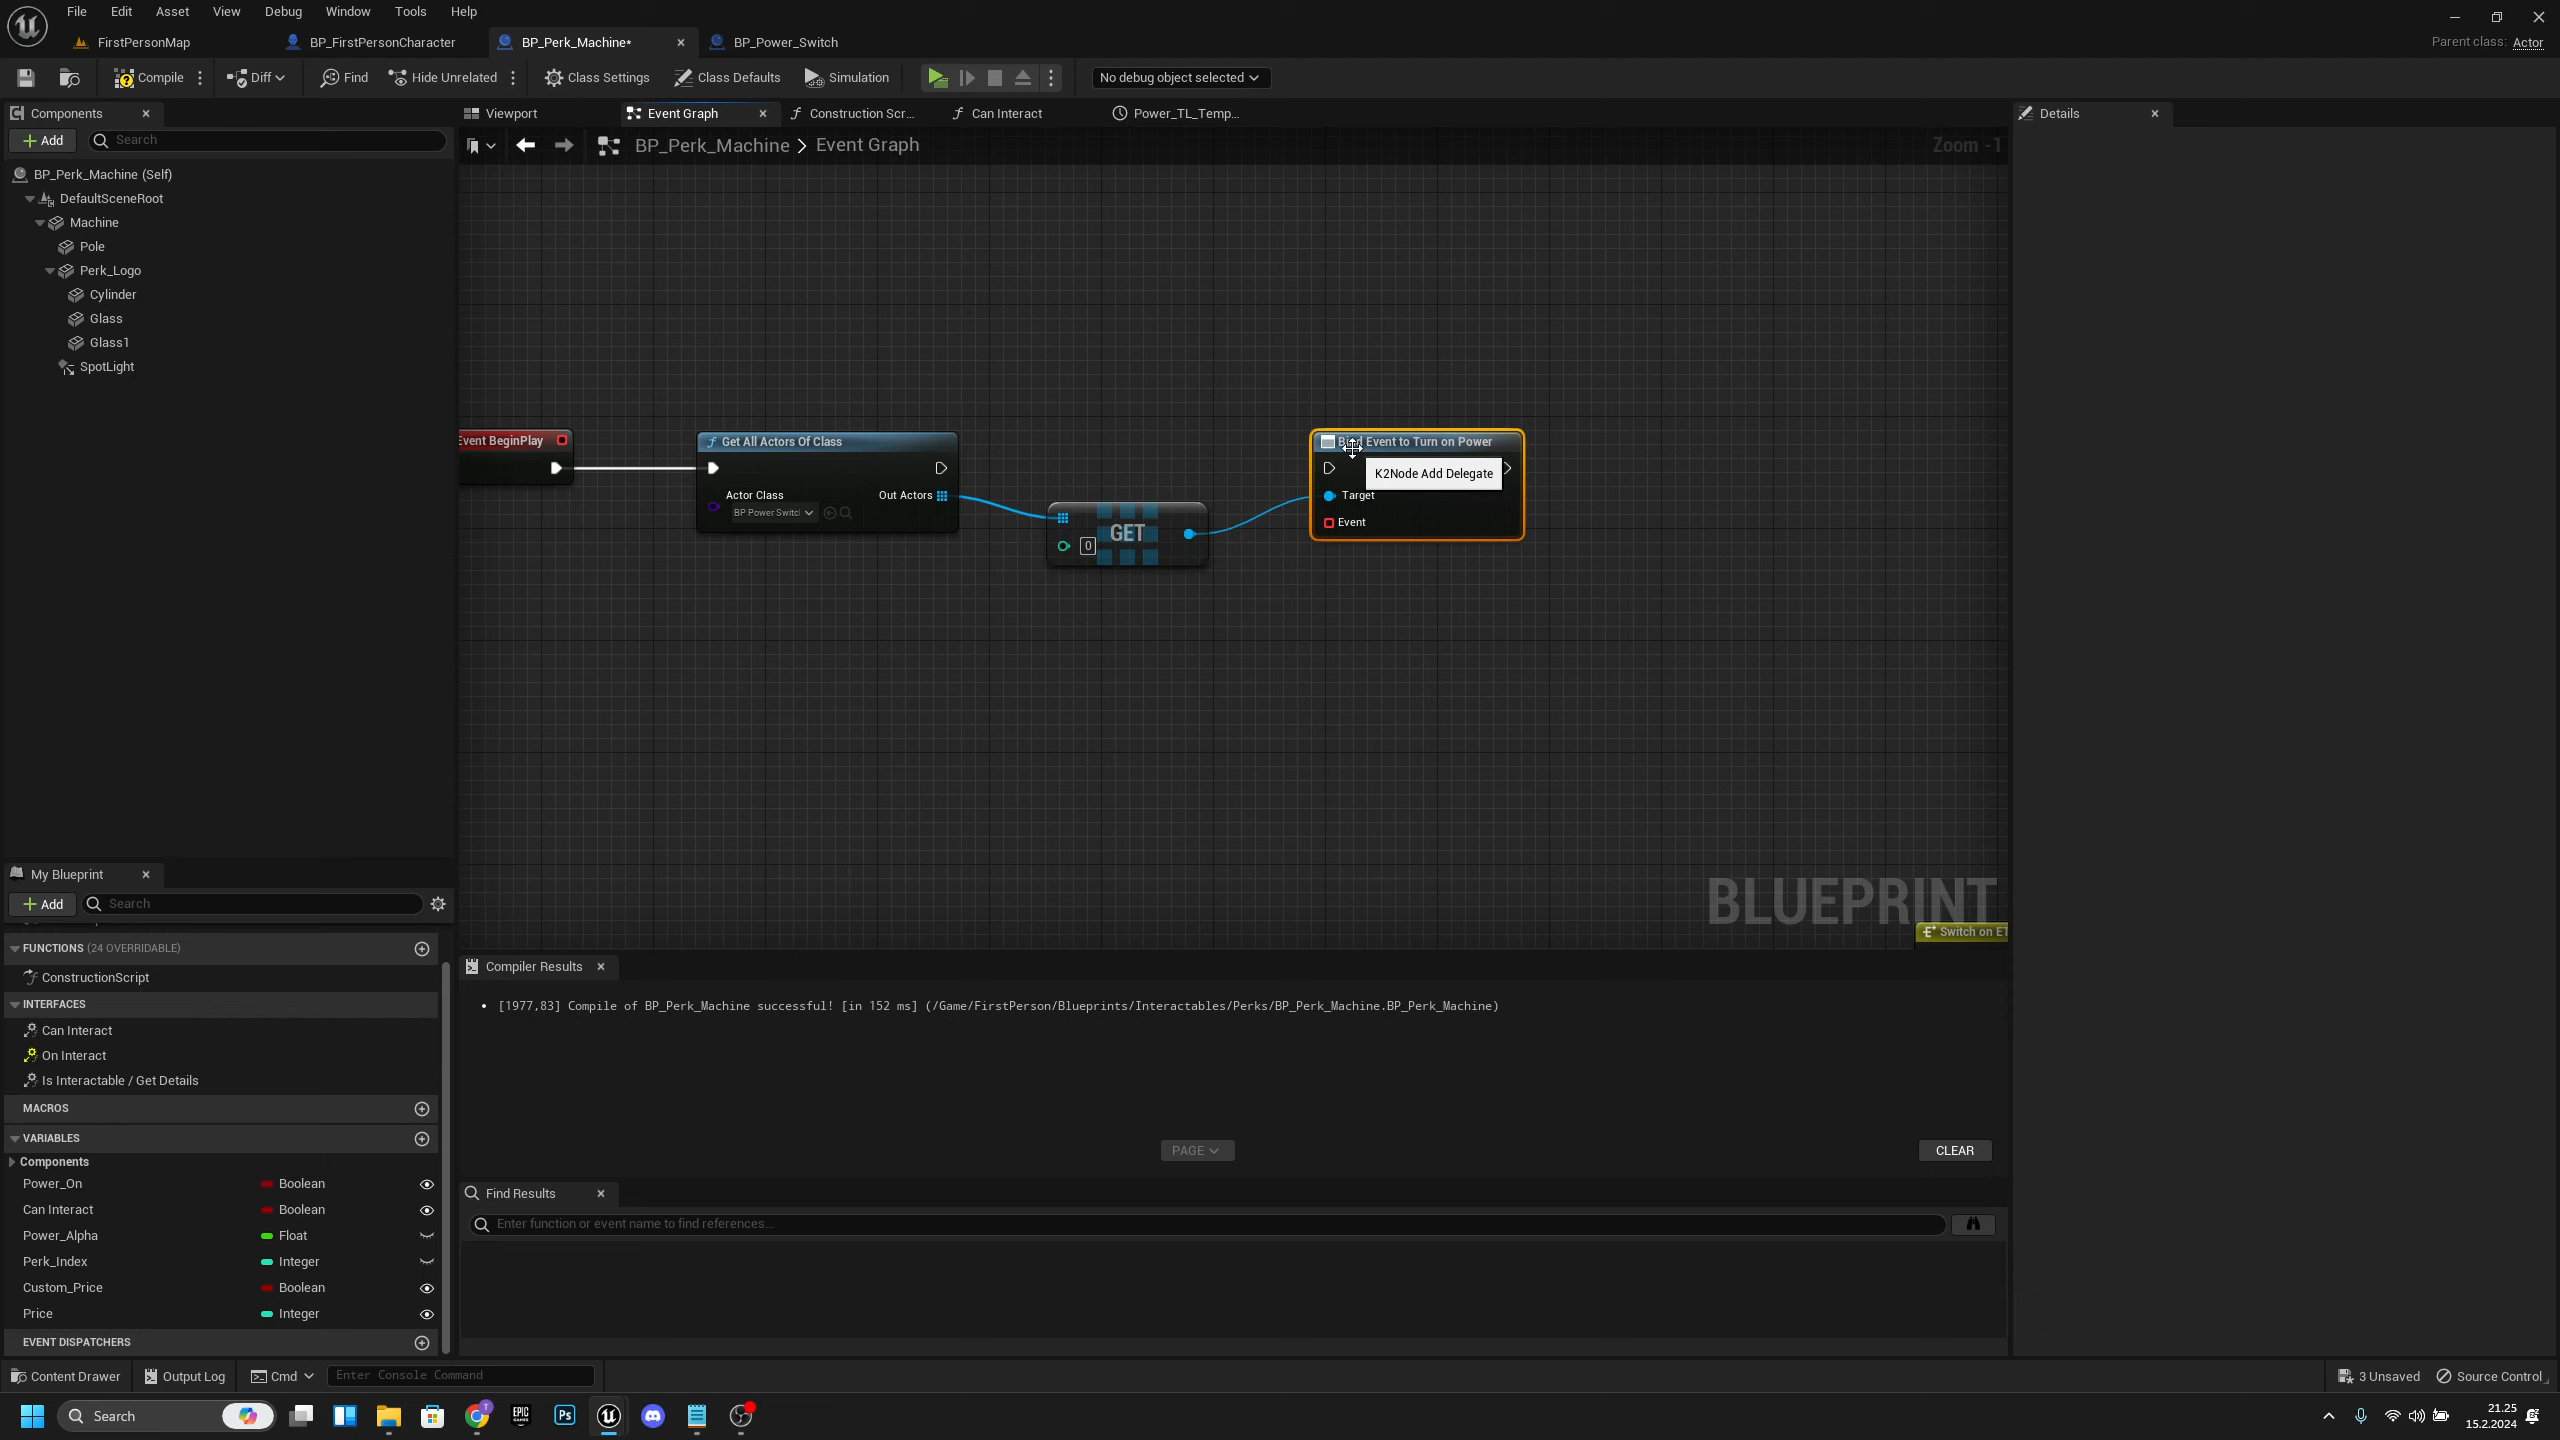 File Edit Asset View Debug Window Tools Help
FirstPersonMap BP_FirstPersonCharacter BP_Perk_Machine* BP_Power_Switch Parent class: Actor
Compile Diff Find Hide Unrelated Class Settings Class Defaults Simulation No debug object selected
Components
Add Search
BP_Perk_Machine (Self)
DefaultSceneRoot
Machine
Pole
Perk_Logo
Cylinder
Glass
Glass1
SpotLight
Viewport Event Graph Construction Scr... Can Interact Power_TL_Temp...
BP_Perk_Machine > Event Graph Zoom -1
Event BeginPlay
Get All Actors Of Class
Actor Class Out Actors
BP Power Switc
GET
0
Event to Turn on Power
K2Node Add Delegate
Target
Event
BLUEPRINT
Switch on ET
Details
My Blueprint
Add Search
FUNCTIONS (24 OVERRIDABLE)
ConstructionScript
INTERFACES
Can Interact
On Interact
Is Interactable / Get Details
MACROS
VARIABLES
Components
Power_On Boolean
Can Interact Boolean
Power_Alpha Float
Perk_Index Integer
Custom_Price Boolean
Price Integer
EVENT DISPATCHERS
Compiler Results
• [1977,83] Compile of BP_Perk_Machine successful! [in 152 ms] (/Game/FirstPerson/Blueprints/Interactables/Perks/BP_Perk_Machine.BP_Perk_Machine)
PAGE CLEAR
Find Results
Enter function or event name to find references...
Content Drawer Output Log Cmd Enter Console Command 3 Unsaved Source Control
Search EPIC GAMES Ps T 21.25
15.2.2024